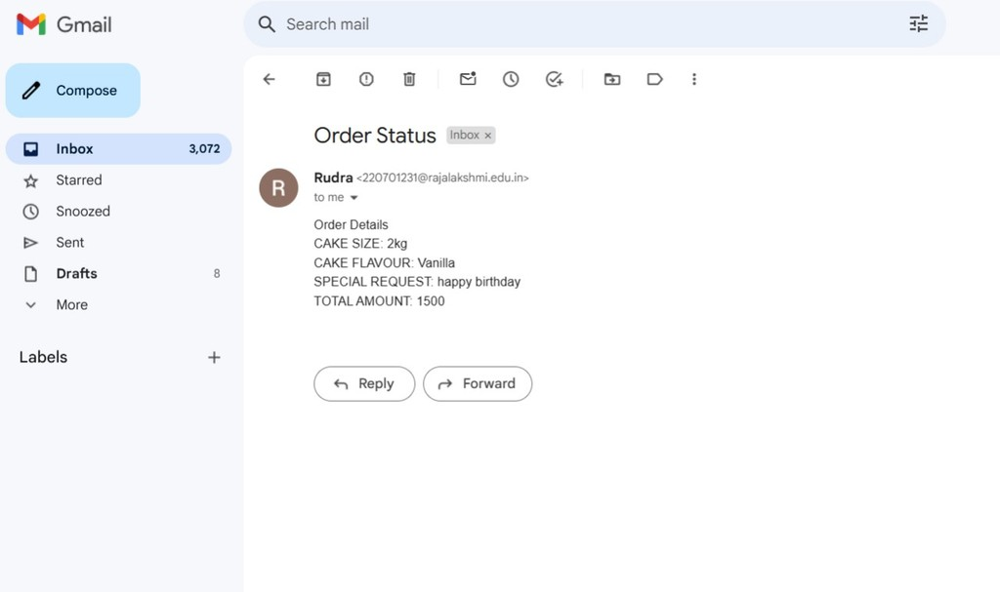 Gmail
Search mail
Compose
Inbox 3,072
Starred
Snoozed
Sent
Drafts 8
More
Labels
Order Status Inbox ×
R
Rudra <220701231@rajalakshmi.edu.in>
to me
Order Details
CAKE SIZE: 2kg
CAKE FLAVOUR: Vanilla
SPECIAL REQUEST: happy birthday
TOTAL AMOUNT: 1500
Reply Forward